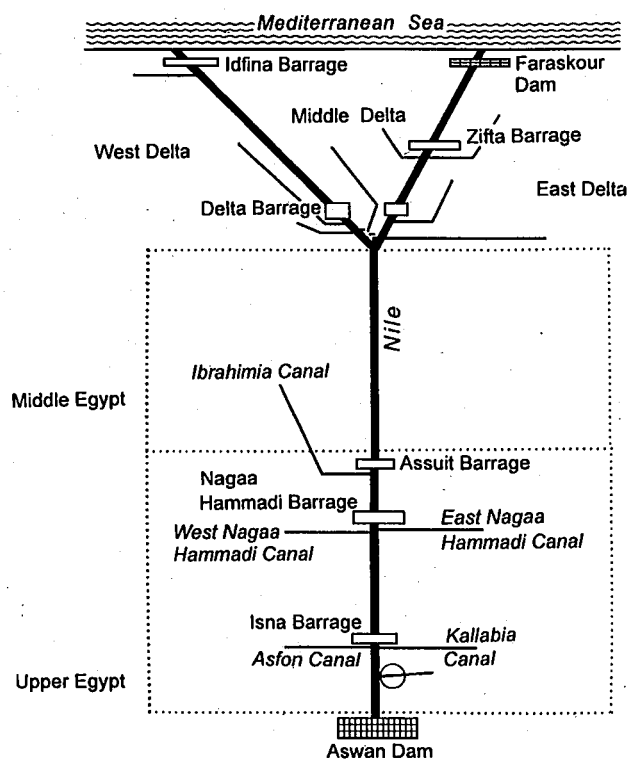 Mediterranean Sea
Idfina Barrage
Faraskour
Dam
Middle Delta
Zifta Barrage
West Delta
East Delta
Delta Barrage
Nile
Ibrahimia Canal
Middle Egypt
Assuit Barrage
Nagaa
Hammadi Barrage
West Nagaa
Hammadi Canal
East Nagaa
Hammadi Canal
Isna Barrage
Asfon Canal
Kallabia
Canal
Upper Egypt
Aswan Dam